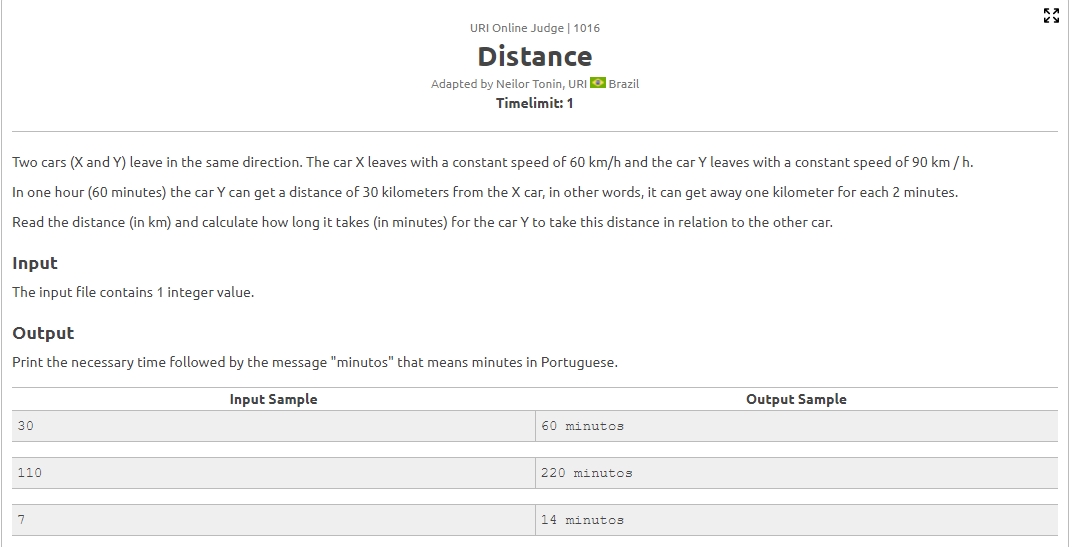 URI Online Judge | 1016
Distance
Adapted by Neilor Tonin, URI Brazil
Timelimit: 1
Two cars (X and Y) leave in the same direction. The car X leaves with a constant speed of 60 km/h and the car Y leaves with a constant speed of 90 km / h.
In one hour (60 minutes) the car Y can get a distance of 30 kilometers from the X car, in other words, it can get away one kilometer for each 2 minutes.
Read the distance (in km) and calculate how long it takes (in minutes) for the car Y to take this distance in relation to the other car.
Input
The input file contains 1 integer value.
Output
Print the necessary time followed by the message "minutos" that means minutes in Portuguese.
Input Sample Output Sample
30 60 minutos
110 220 minutos
7 14 minutos